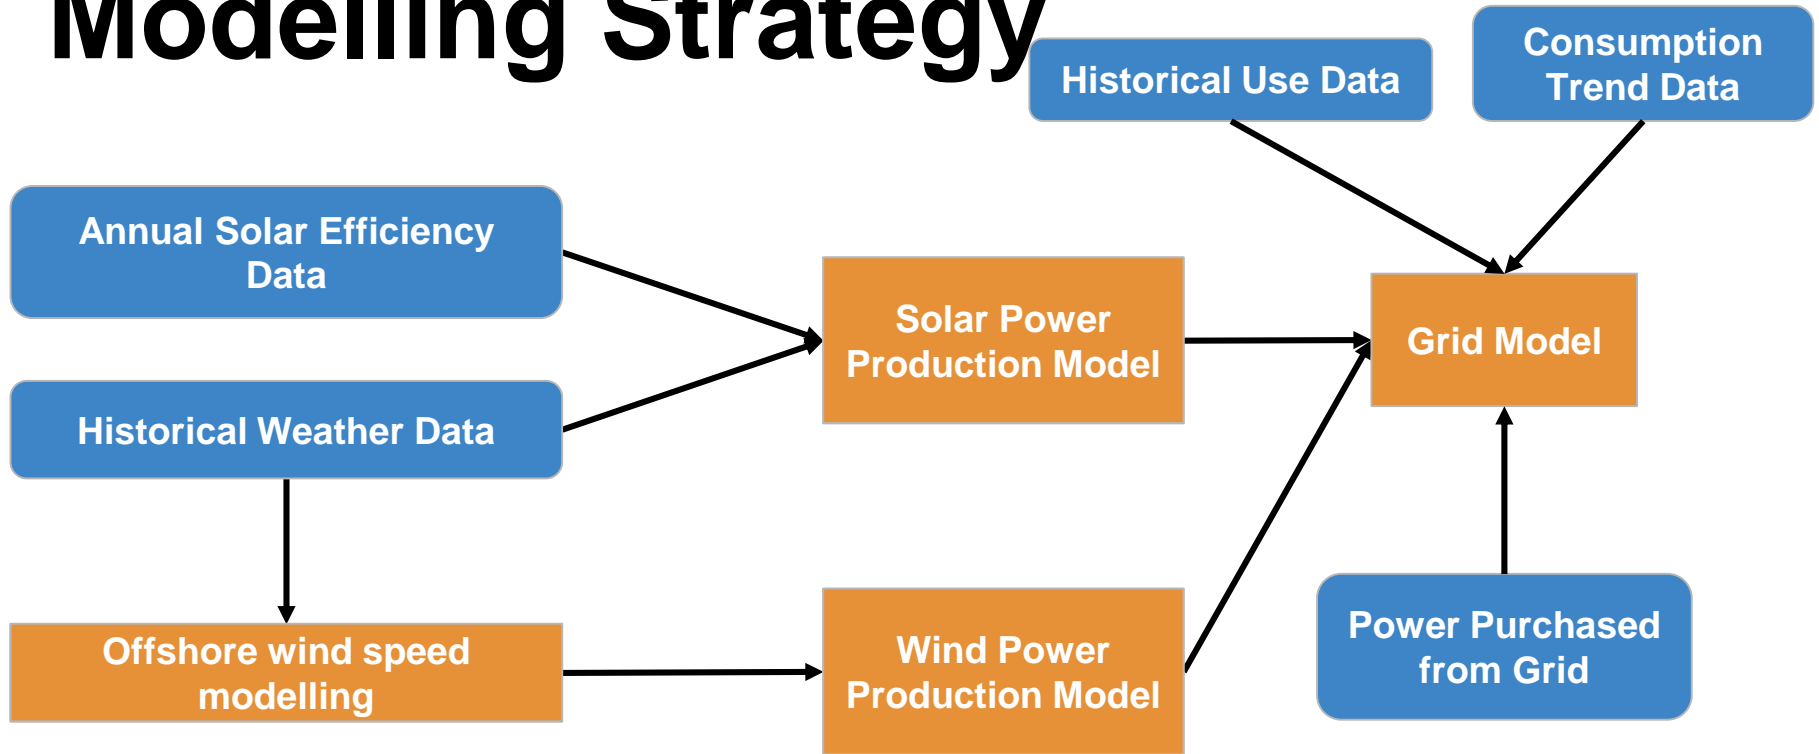 Modelling Strategy
Historical Use Data
Consumption
Trend Data
Annual Solar Efficiency
Data
Solar Power
Production Model
Grid Model
Historical Weather Data
Offshore wind speed
modelling
Wind Power
Production Model
Power Purchased
from Grid